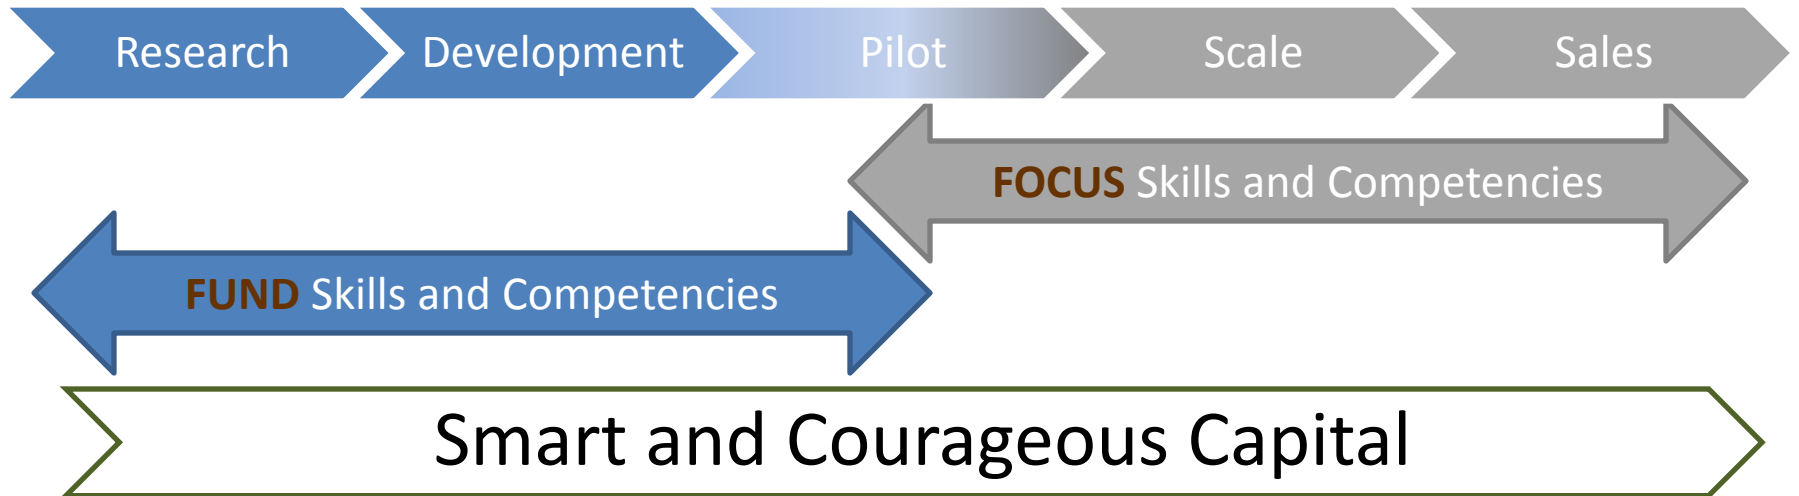 Research
Development
Pilot
Scale
Sales
FOCUS Skills and Competencies
FUND Skills and Competencies
Smart and Courageous Capital